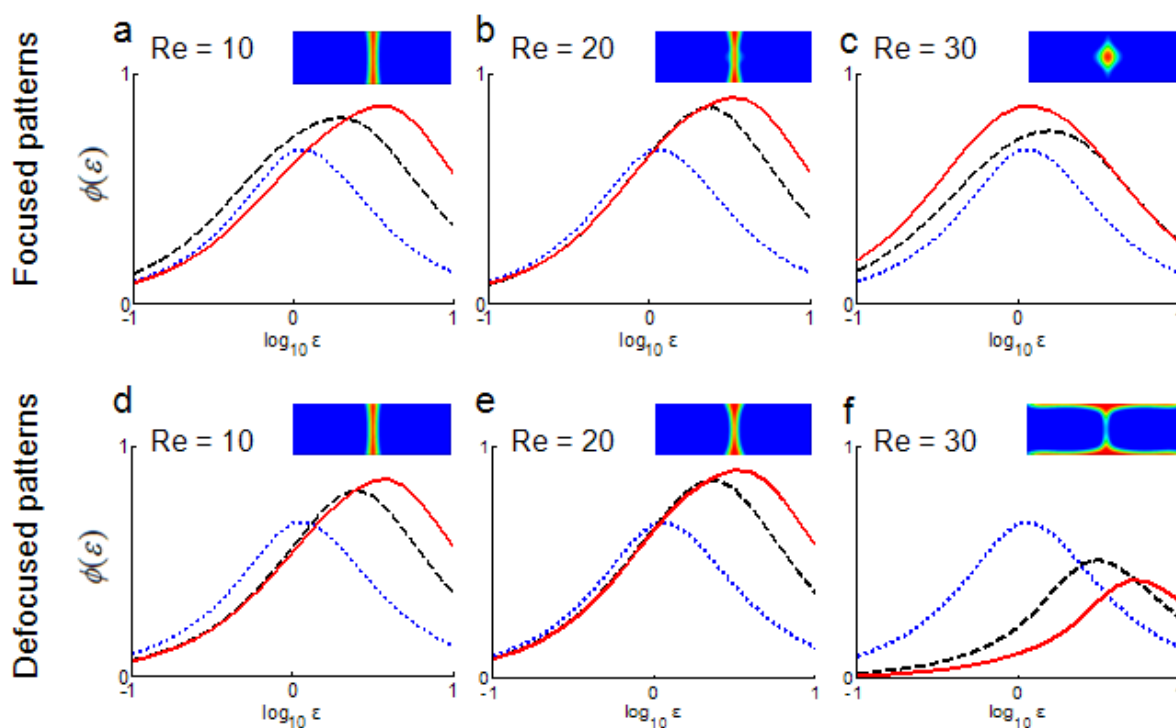 Focused patterns
a
Re = 10
b
Re = 20
c
Re = 30
1
ϕ(ε)
0
-1
0
1
log10 ε
1
0
-1
0
1
log10 ε
1
0
-1
0
1
log10 ε
Defocused patterns
d
Re = 10
e
Re = 20
f
Re = 30
1
ϕ(ε)
0
-1
0
1
log10 ε
1
0
-1
0
1
log10 ε
1
0
-1
0
1
log10 ε